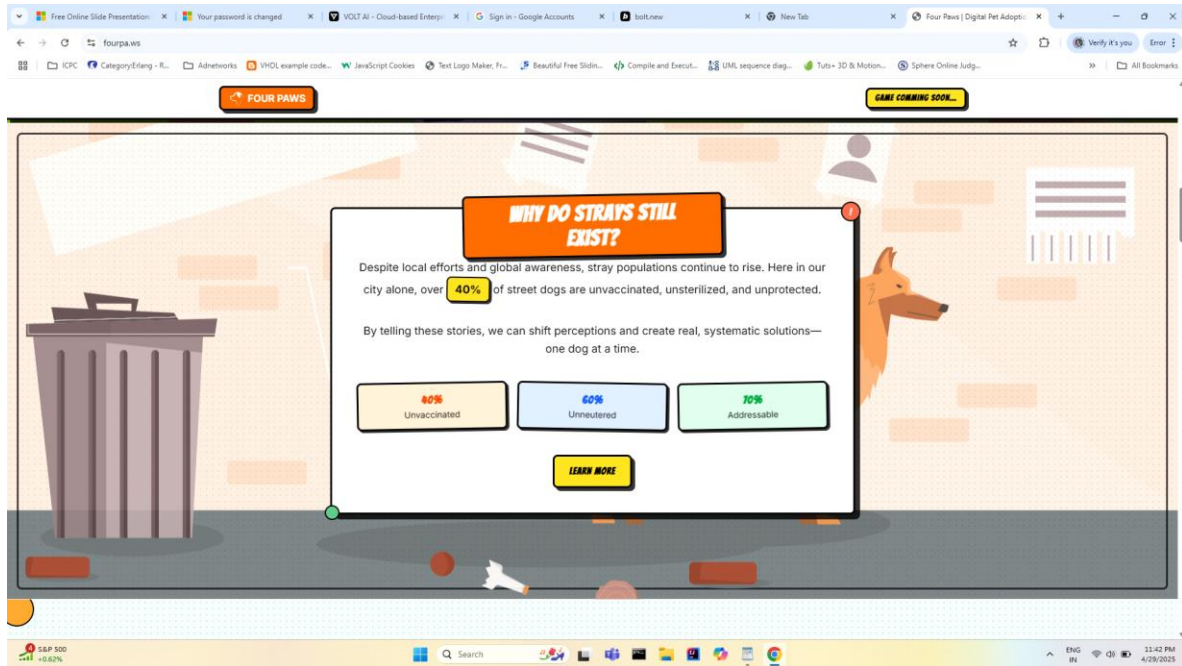 Free Online Slide Presentation
Your password is changed
VOLT AI - Cloud-based Enterpr
Sign in - Google Accounts
bolt.new
New Tab
Four Paws | Digital Pet Adoptio
fourpa.ws
Verify it's you
Error
ICPC
Category:Erlang - R...
Adnetworks
VHDL example code...
JavaScript Cookies
Text Logo Maker, Fr...
Beautiful Free Slidin...
Compile and Execut...
UML sequence diag...
Tuts+ 3D & Motion...
Sphere Online Judg...
All Bookmarks
FOUR PAWS
GAME COMMING SOON...
WHY DO STRAYS STILL
EXIST?
!
Despite local efforts and global awareness, stray populations continue to rise. Here in our
city alone, over 40% of street dogs are unvaccinated, unsterilized, and unprotected.
By telling these stories, we can shift perceptions and create real, systematic solutions—
one dog at a time.
40%
Unvaccinated
60%
Unneutered
70%
Addressable
LEARN MORE
4
S&P 500
+0.62%
Search
ENG
IN
11:42 PM
4/29/2025